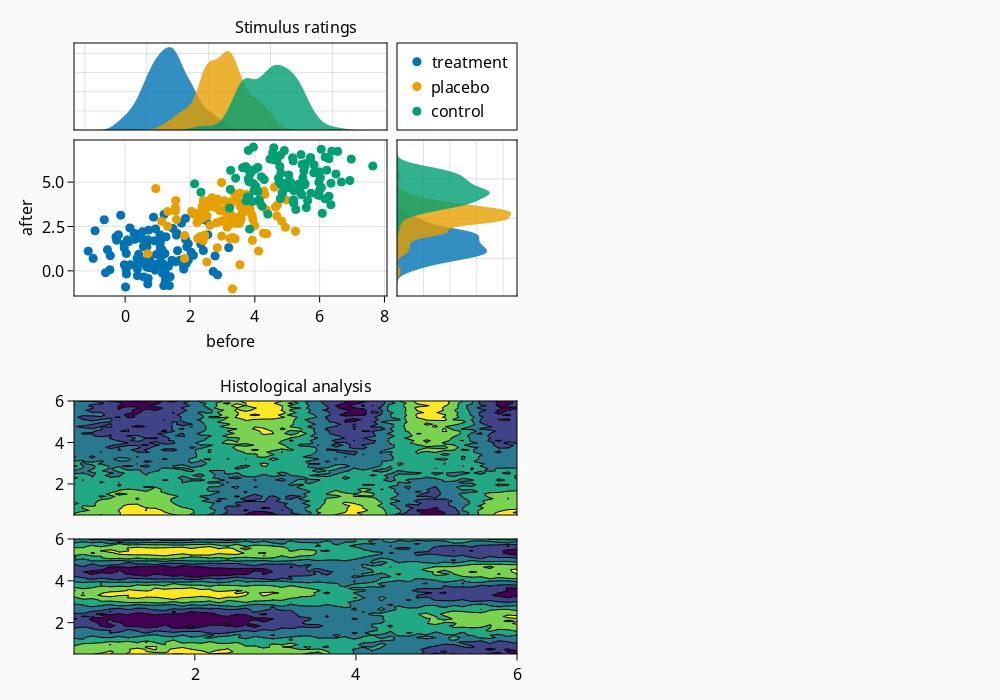 Stimulus ratings
treatment
placebo
control
5.0
2.5
0.0
after
0 2 4 6 8
before
Histological analysis
6
4
2
6
4
2
2 4 6